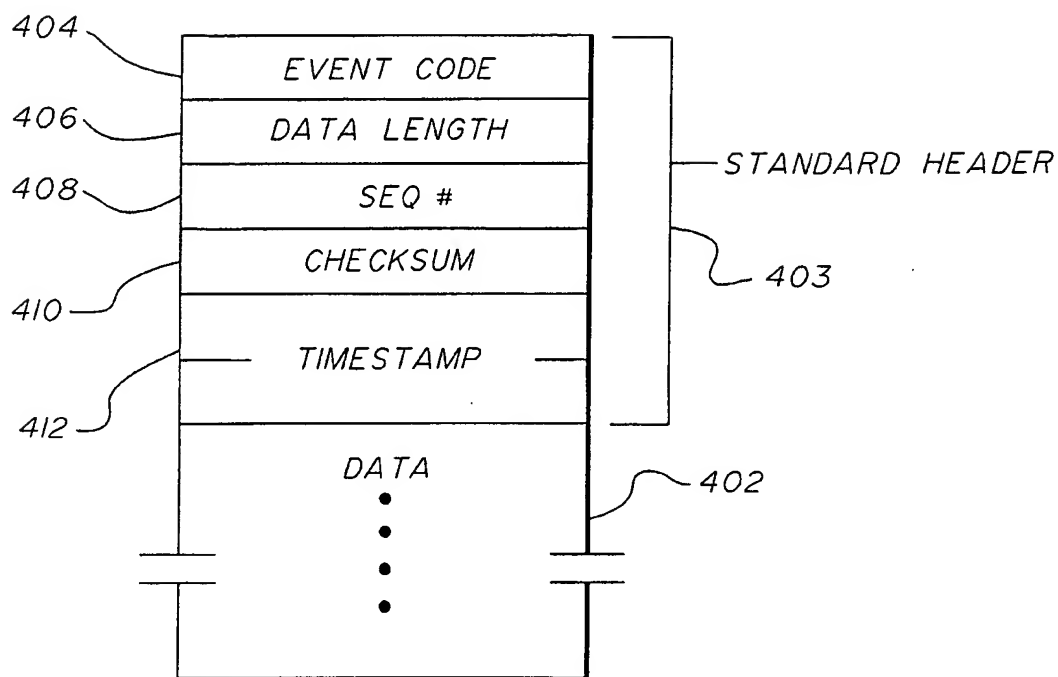 404
EVENT CODE
406
DATA LENGTH
STANDARD HEADER
408
SEQ #
CHECKSUM
403
410
TIMESTAMP
412
DATA
402